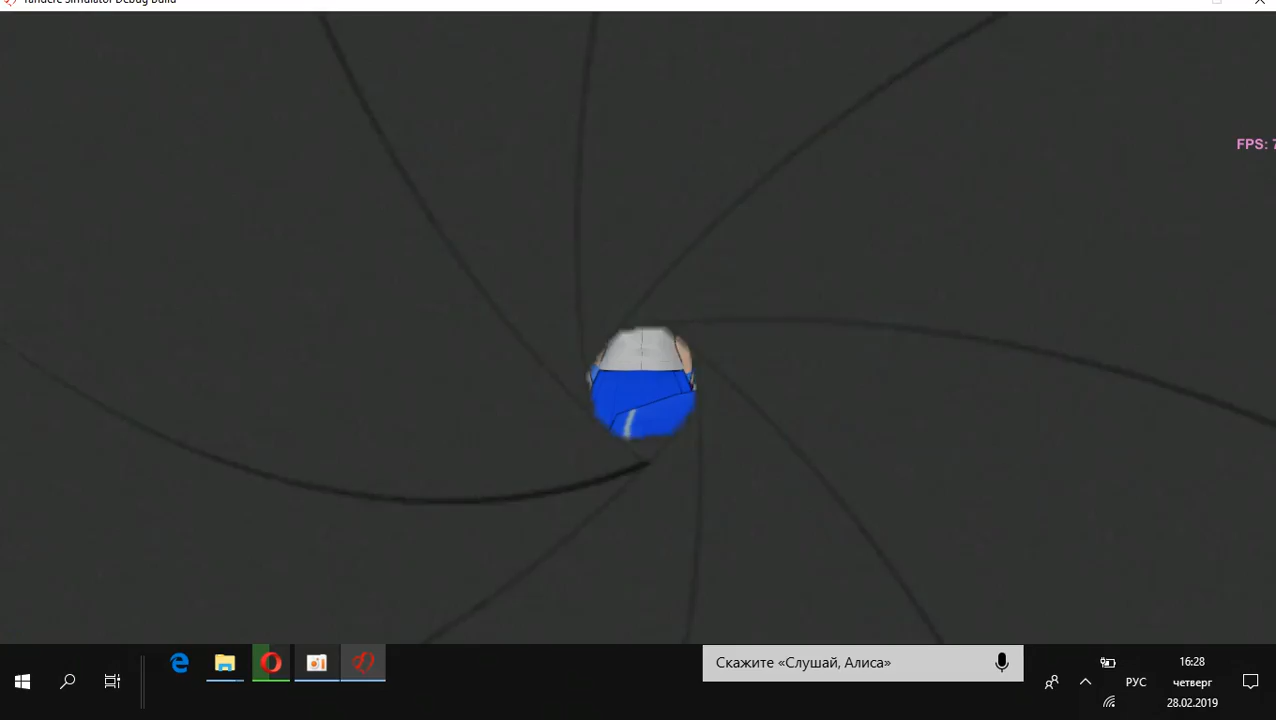 Yandere Simulator Debug Build
FPS: 7
Скажите «Слушай, Алиса»
16:28
РУС
четверг
28.02.2019